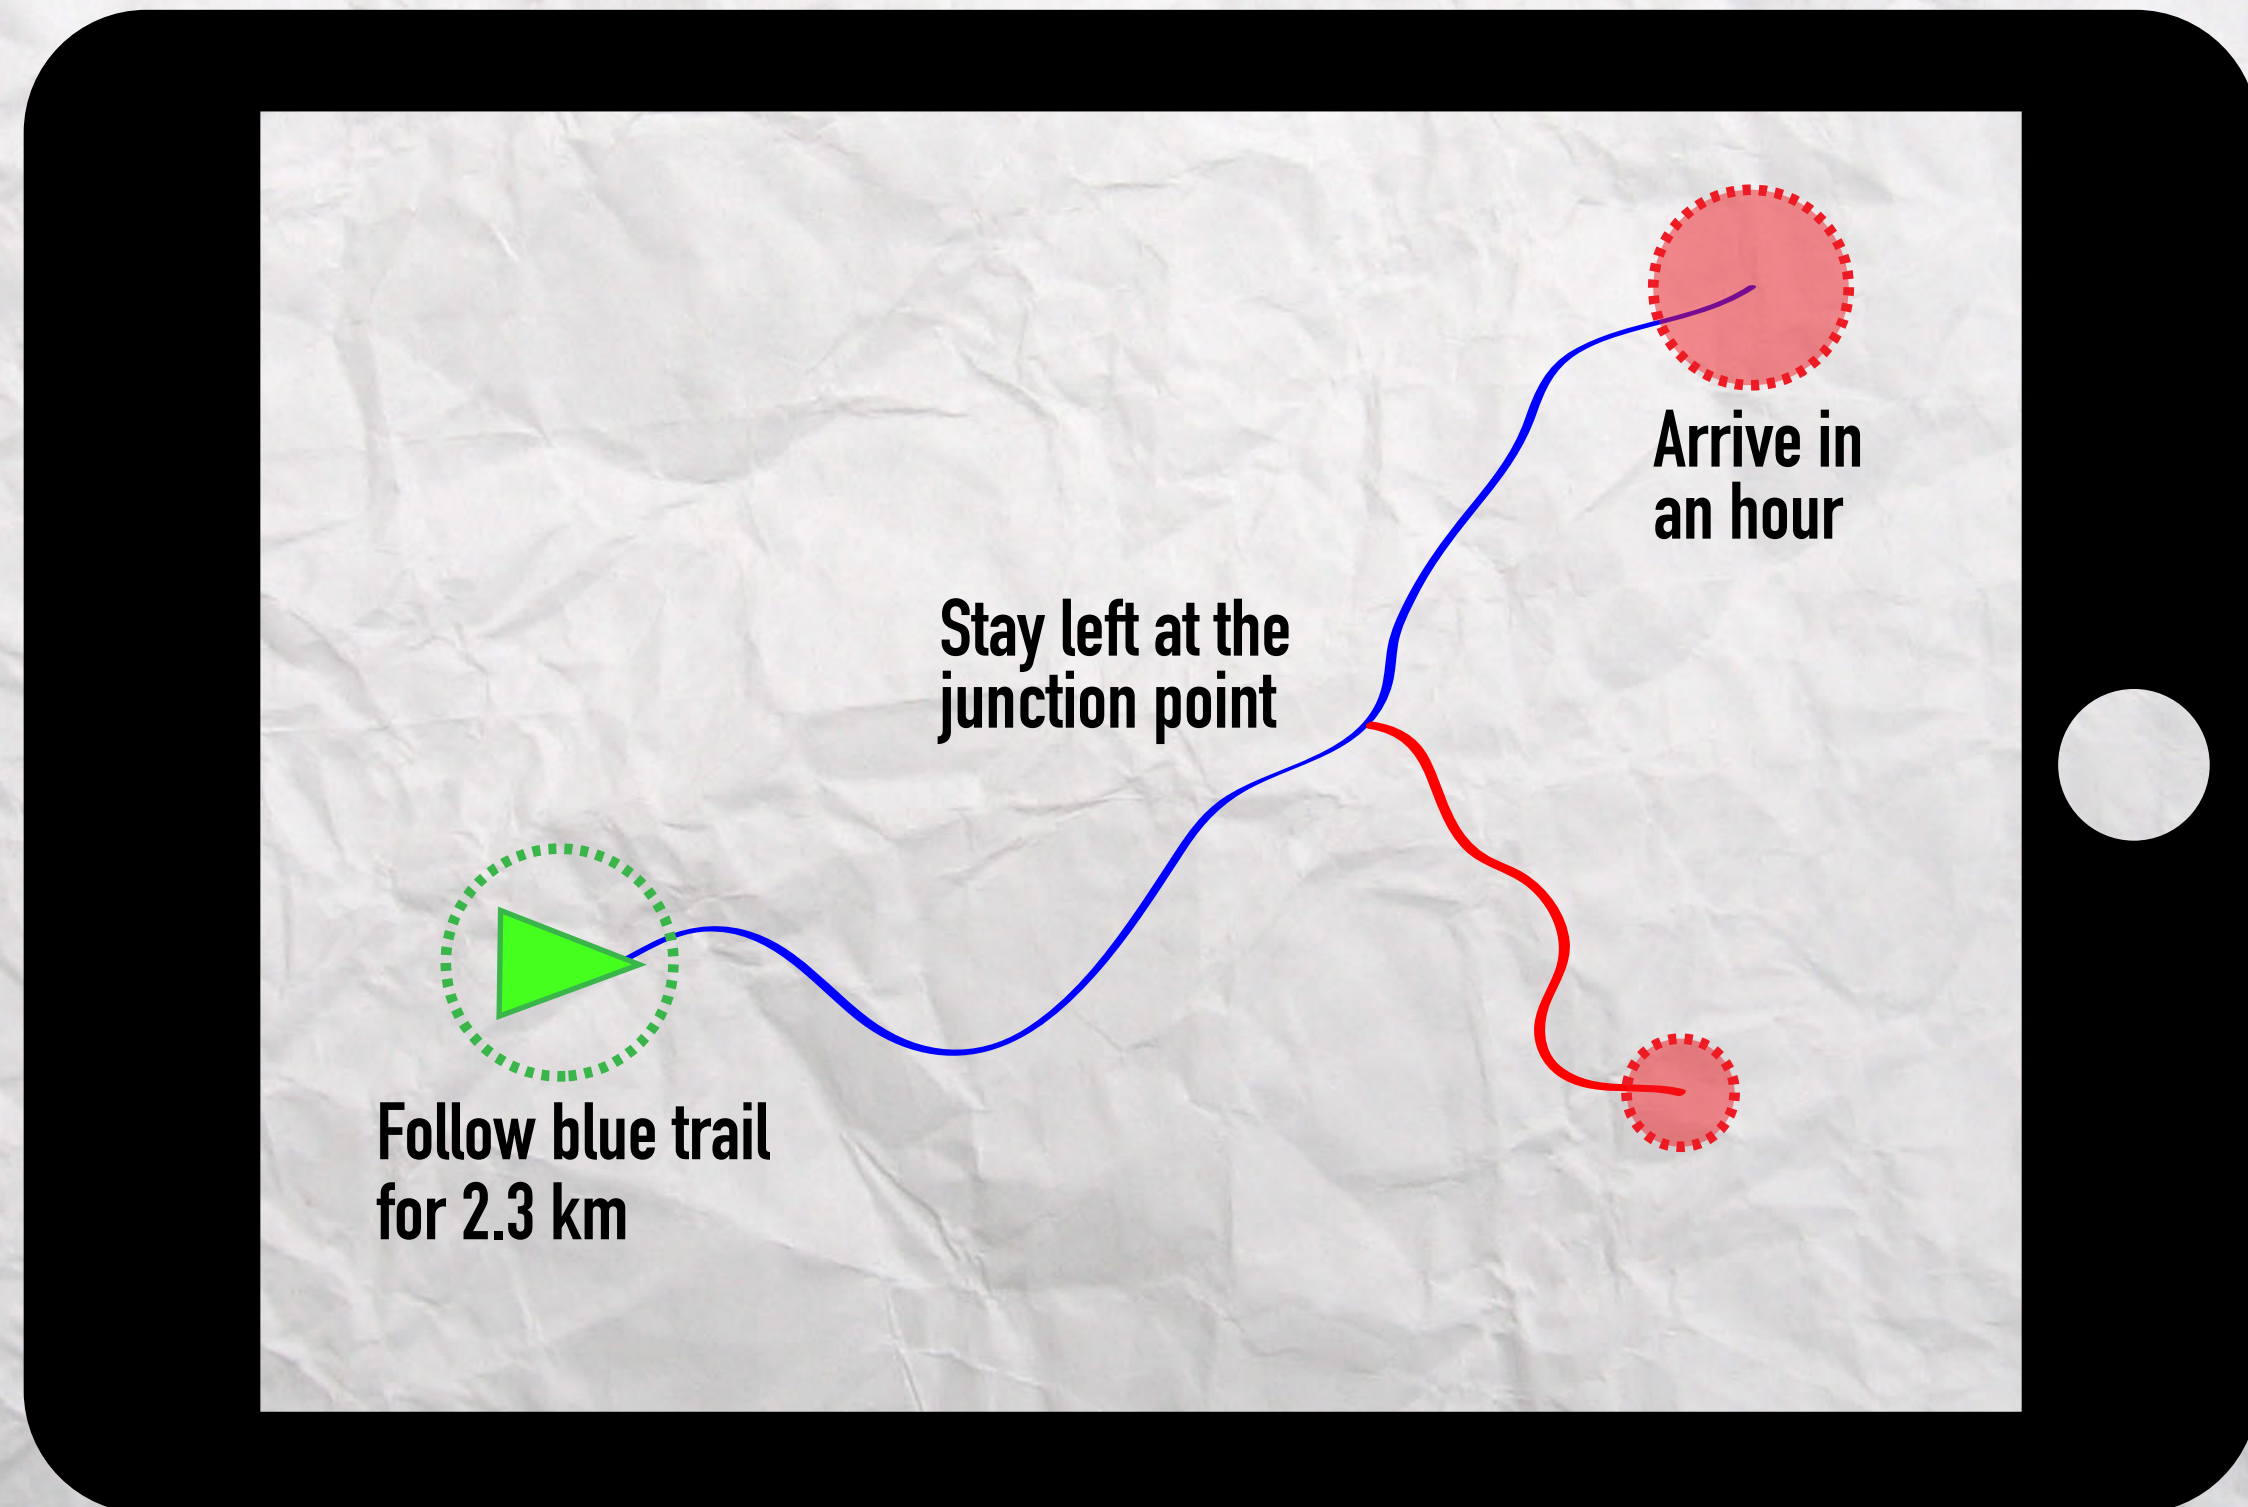 Arrive in
an hour
Stay left at the
junction point
Follow blue trail
for 2.3 km